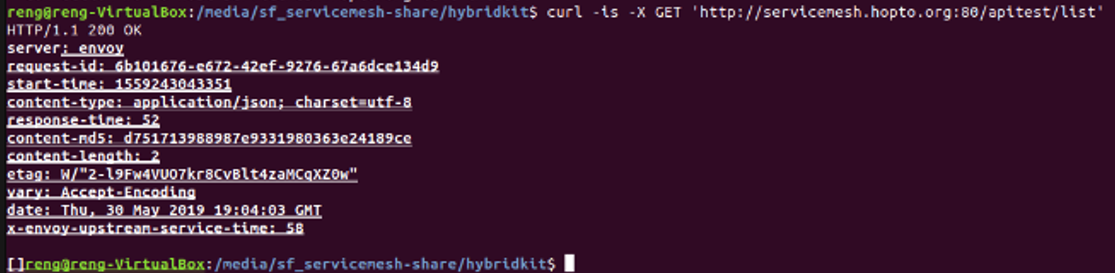 reng@reng-VirtualBox:/media/sf_servicemesh-share/hybridkit$ curl -is -X GET 'http://servicemesh.hopto.org:80/apitest/list'
HTTP/1.1 200 OK
server: envoy
request-id: 6b101676-e672-42ef-9276-67a6dce134d9
start-time: 1559243043351
content-type: application/json; charset=utf-8
response-time: 52
content-md5: d751713988987e9331980363e24189ce
content-length: 2
etag: W/"2-l9Fw4VUO7kr8CvBlt4zaMCqXZ0w"
vary: Accept-Encoding
date: Thu, 30 May 2019 19:04:03 GMT
x-envoy-upstream-service-time: 58
[]reng@reng-VirtualBox:/media/sf_servicemesh-share/hybridkit$